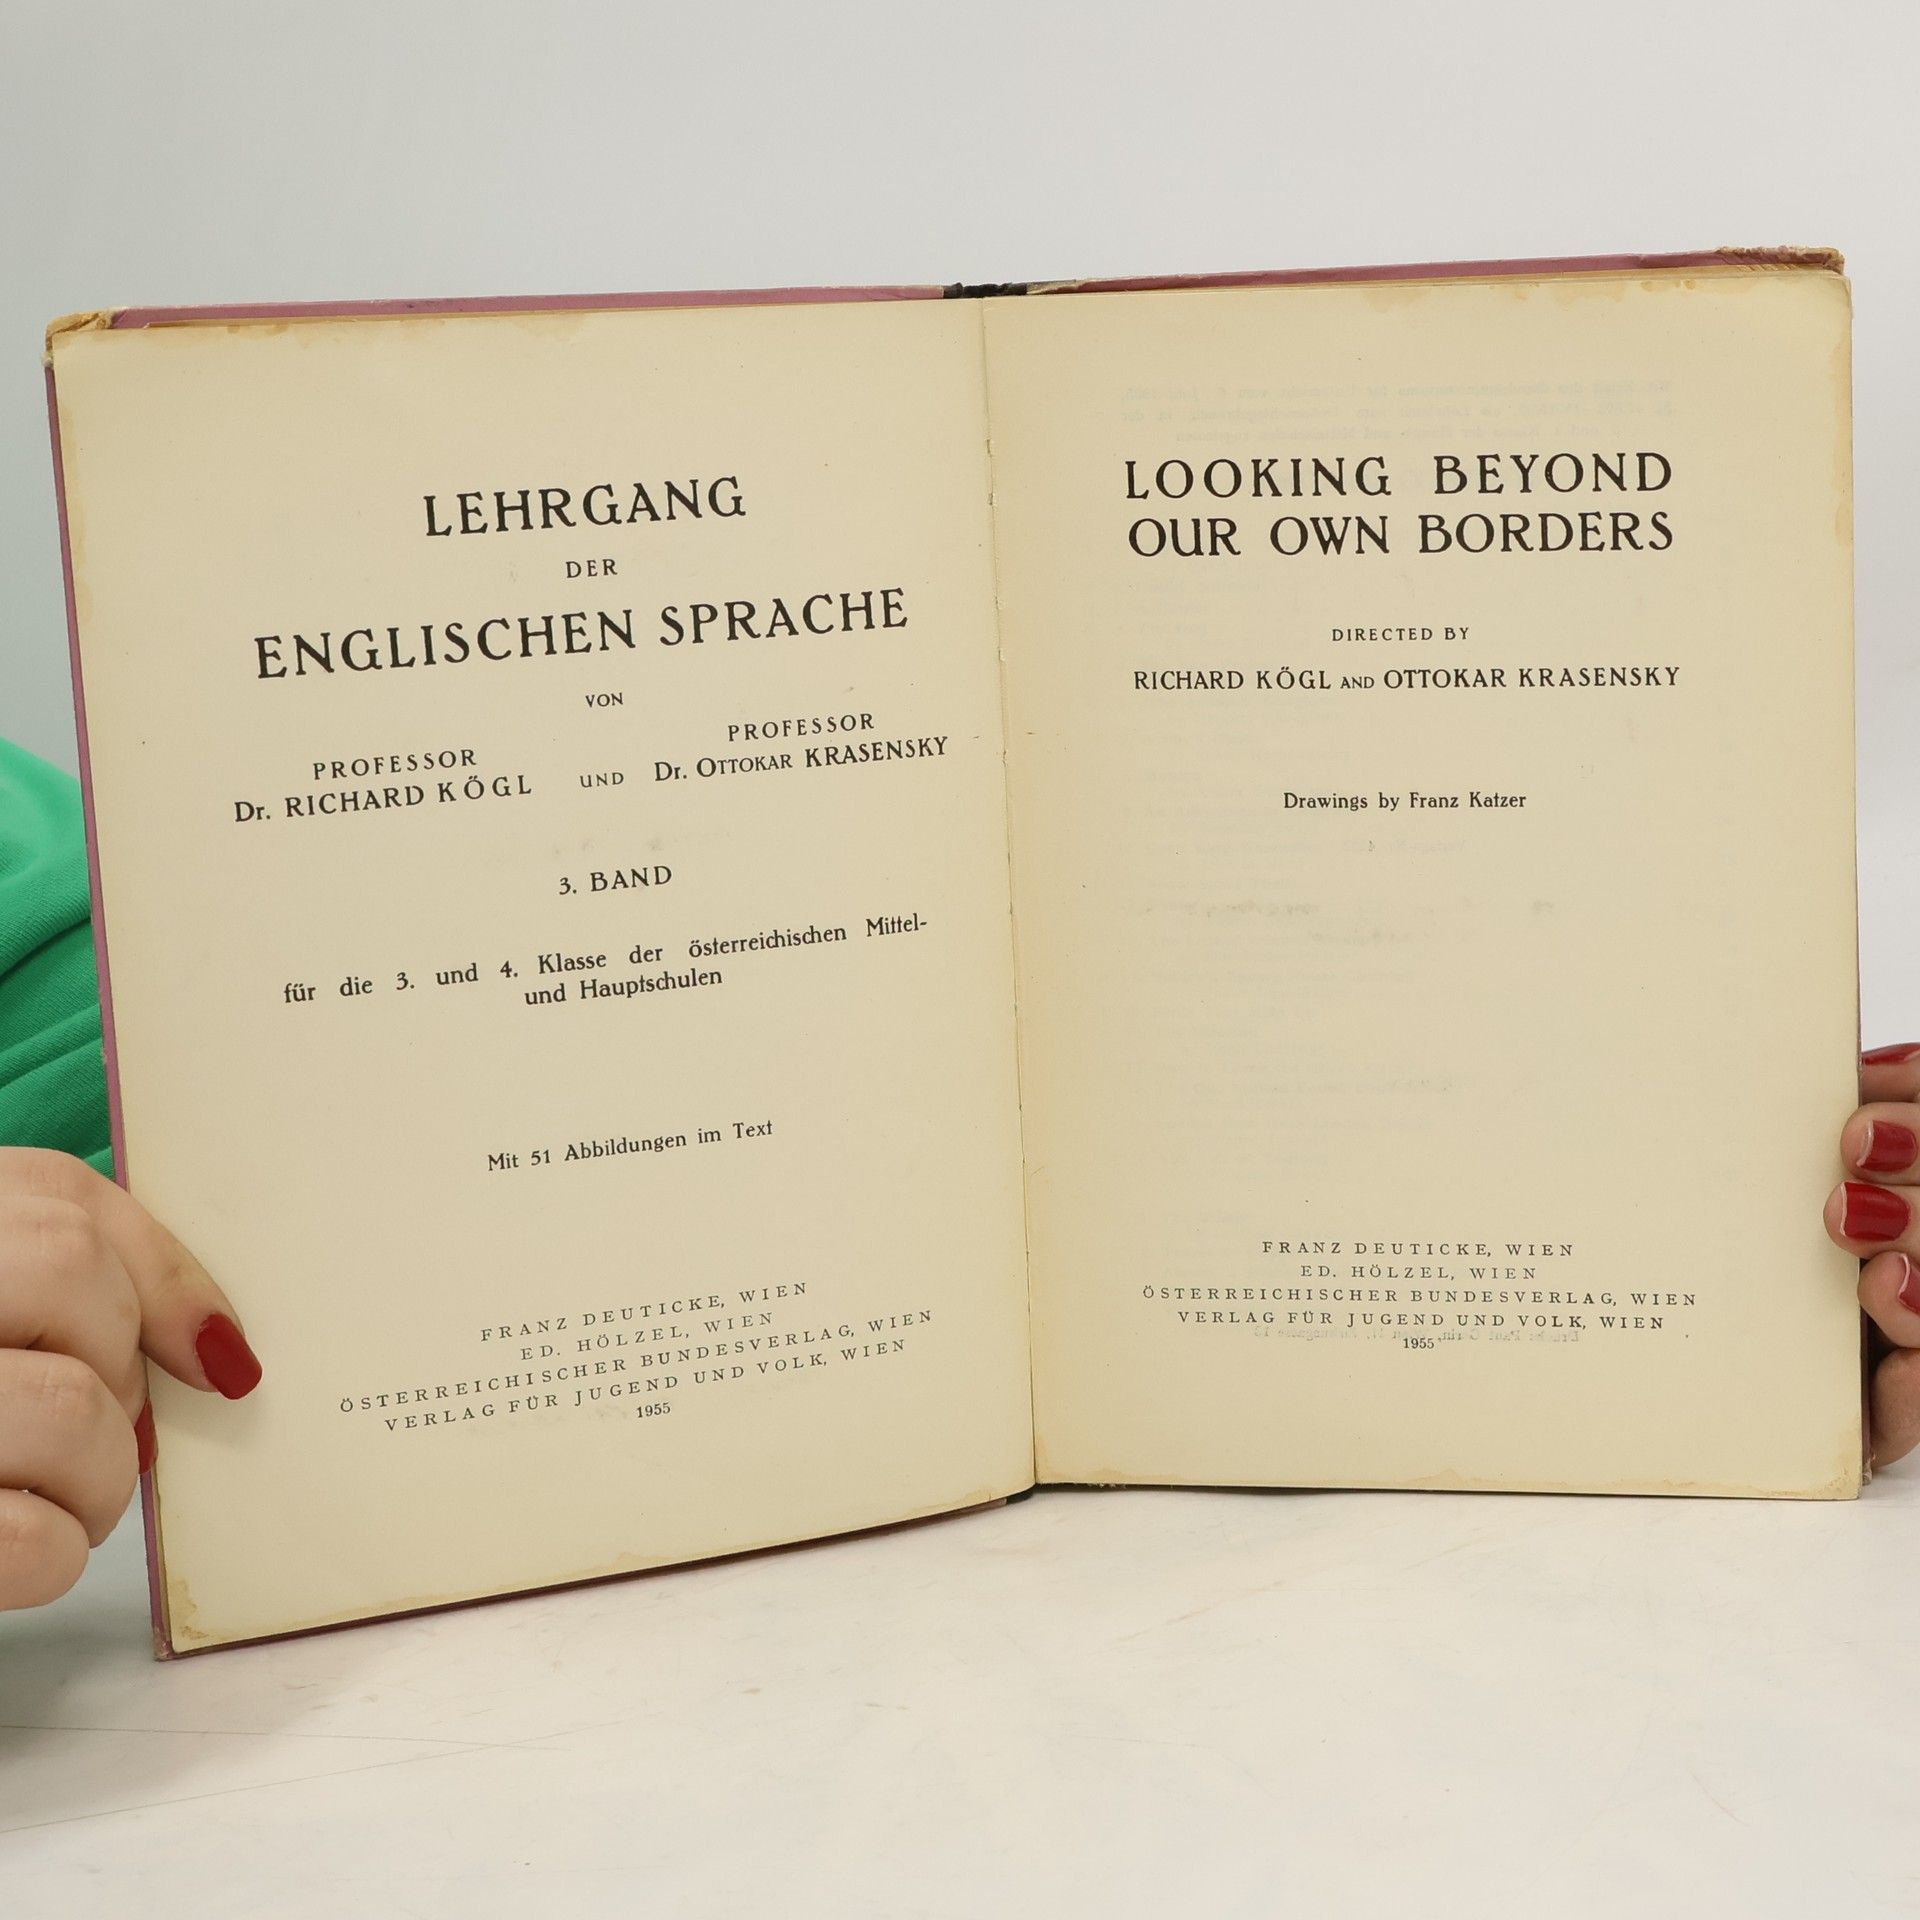 LEHRGANG
DER
ENGLISCHEN SPRACHE
VON
PROFESSOR
Dr. RICHARD KÖGL
UND
PROFESSOR
Dr. OTTOKAR KRASENSKY
3. BAND
für die 3. und 4. Klasse der österreichischen Mittel-
und Hauptschulen
Mit 51 Abbildungen im Text
FRANZ DEUTICKE, WIEN
ED. HÖLZEL, WIEN
ÖSTERREICHISCHER BUNDESVERLAG, WIEN
VERLAG FÜR JUGEND UND VOLK, WIEN
1955
LOOKING BEYOND
OUR OWN BORDERS
DIRECTED BY
RICHARD KÖGL AND OTTOKAR KRASENSKY
Drawings by Franz Katzer
FRANZ DEUTICKE, WIEN
ED. HÖLZEL, WIEN
ÖSTERREICHISCHER BUNDESVERLAG, WIEN
VERLAG FÜR JUGEND UND VOLK, WIEN
1955